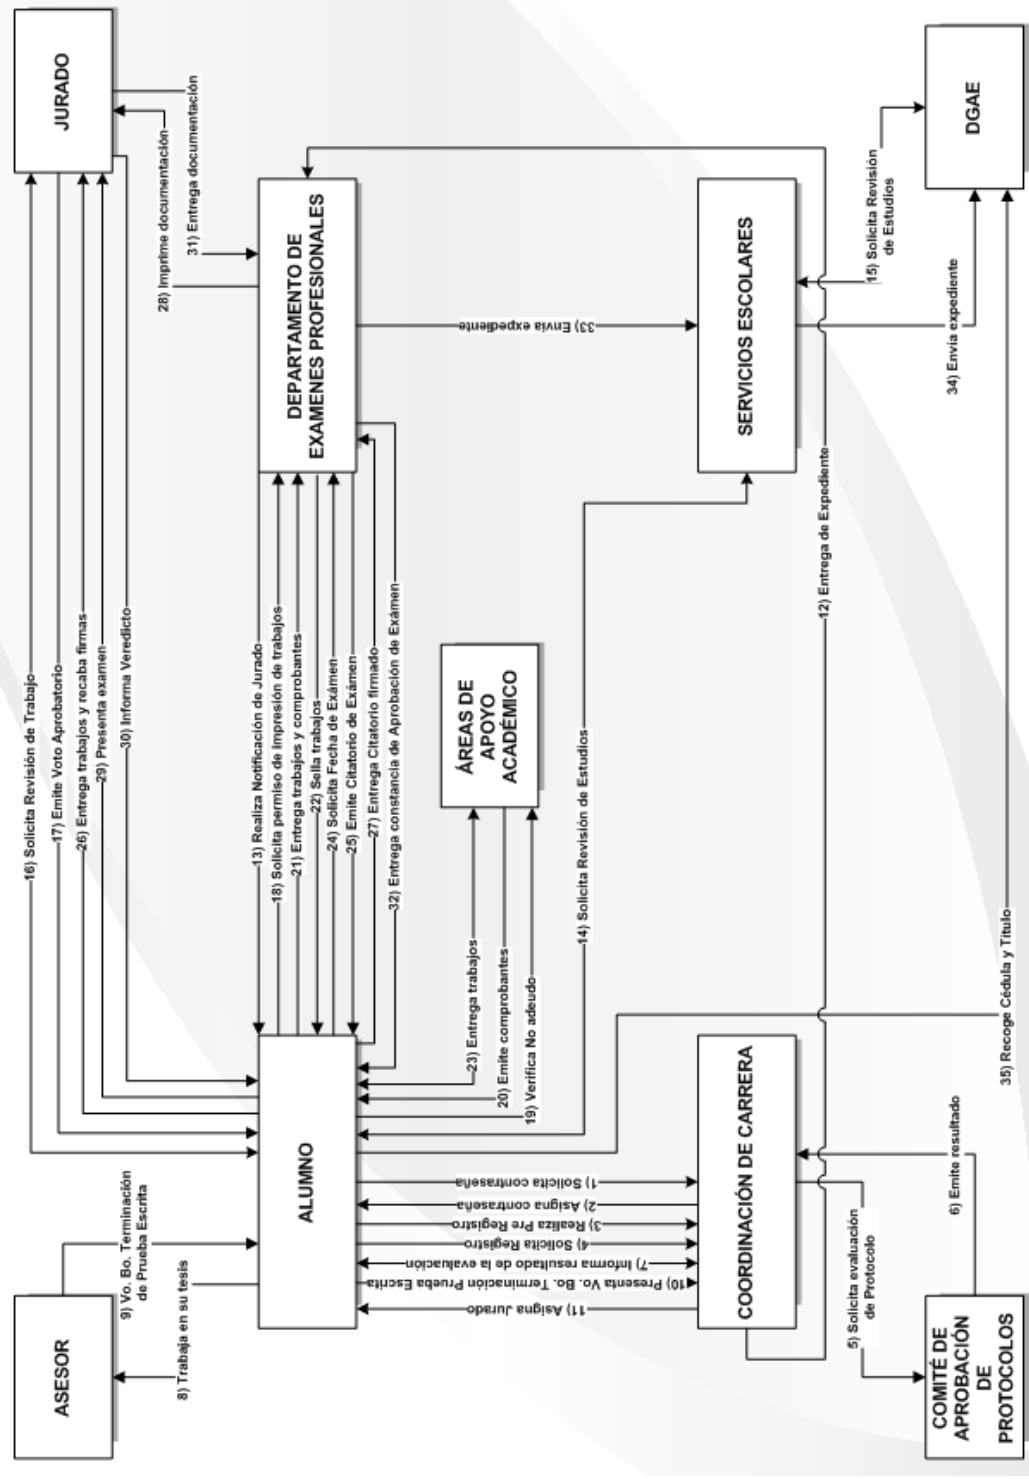 ASESOR
9) Vo. Bo. Terminación
de Prueba Escrita
8) Trabaja en su tesis
16) Solicita Revisión de Trabajo
17) Emite Voto Aprobatorio
26) Entrega trabajos y recaba firmas
29) Presenta examen
30) Informa Veredicto
JURADO
28) Imprime documentación
31) Entrega documentación
ALUMNO
13) Realiza Notificación de Jurado
18) Solicita permiso de impresión de trabajos
21) Entrega trabajos y comprobantes
22) Sella trabajos
24) Solicita Fecha de Exámen
25) Emite Citatorio de Exámen
27) Entrega Citatorio firmado
32) Entrega constancia de Aprobación de Exámen
DEPARTAMENTO DE
EXAMENES PROFESIONALES
23) Entrega trabajos
20) Emite comprobantes
19) Verifica No adeudo
ÁREAS DE
APOYO
ACADÉMICO
14) Solicita Revisión de Estudios
33) Envía expediente
1) Solicita contraseña
2) Asigna contraseña
3) Realiza Pre Registro
4) Solicita Registro
7) Informa resultado de la evaluación
10) Presenta Vo. Bo. Terminación Prueba Escrita
11) Asigna Jurado
COORDINACIÓN DE CARRERA
SERVICIOS ESCOLARES
12) Entrega de Expediente
15) Solicita Revisión
de Estudios
34) Envía expediente
5) Solicita evaluación
de Protocolo
6) Emite resultado
35) Recoge Cédula y Título
COMITÉ DE
APROBACIÓN
DE
PROTOCOLOS
DGAE